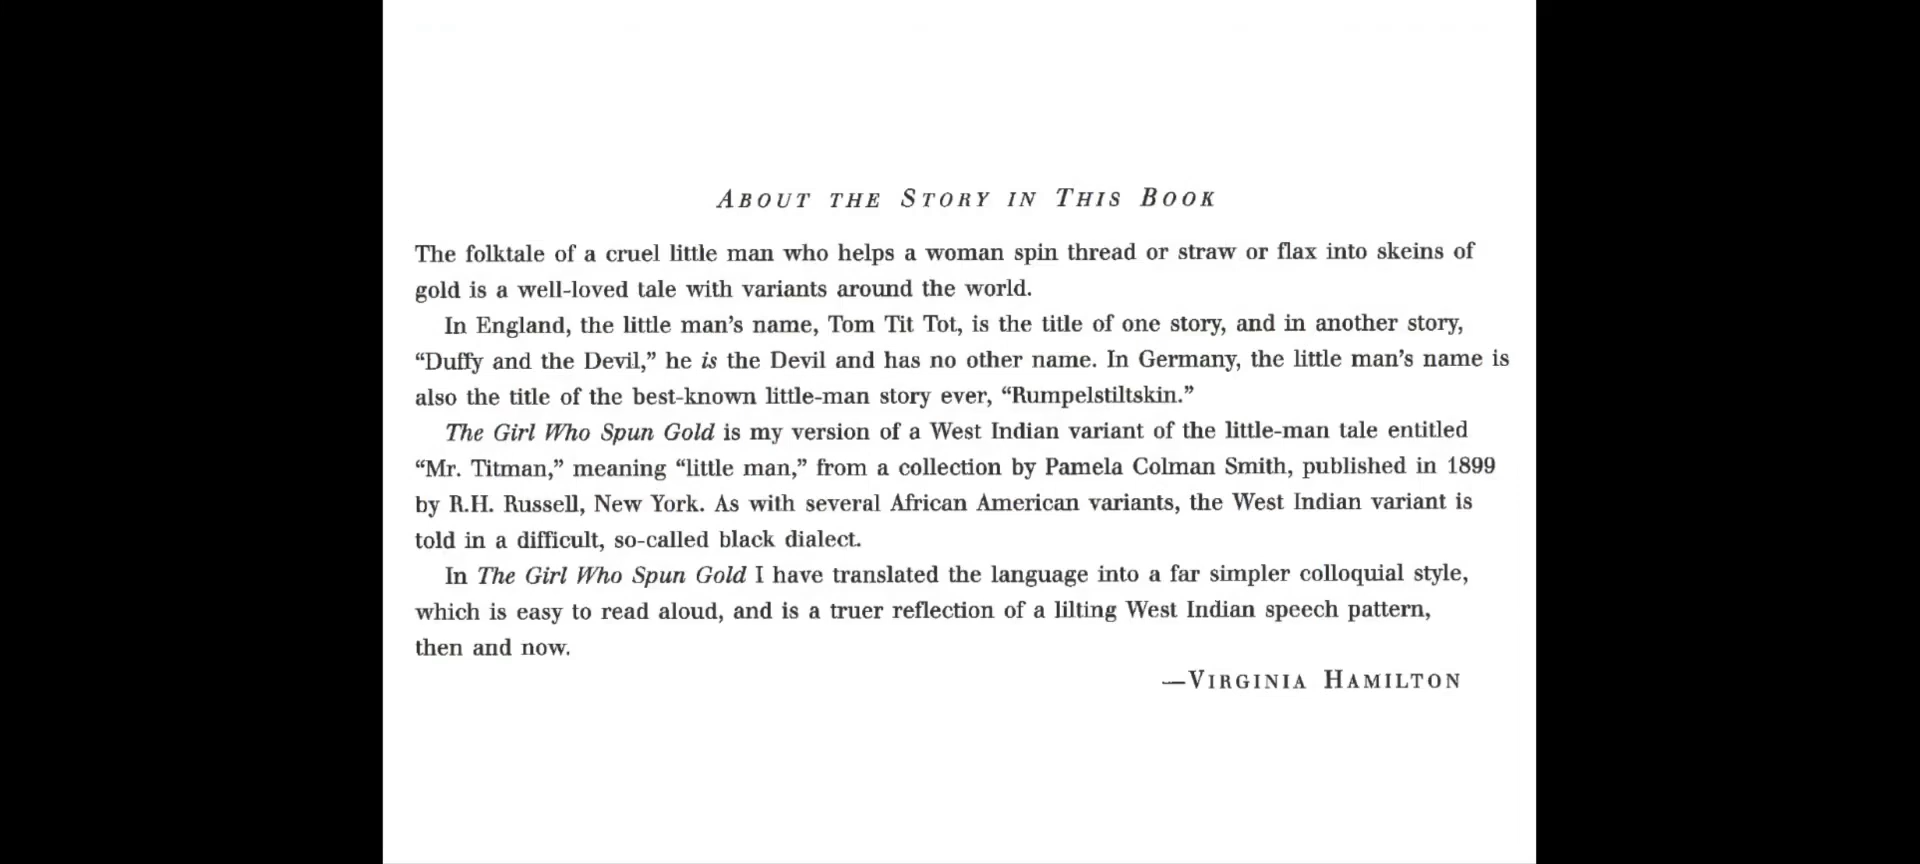 ABOUT THE STORY IN THIS BOOK
The folktale of a cruel little man who helps a woman spin thread or straw or flax into skeins of
gold is a well-loved tale with variants around the world.
In England, the little man's name, Tom Tit Tot, is the title of one story, and in another story,
“Duffy and the Devil,” he is the Devil and has no other name. In Germany, the little man's name is
also the title of the best-known little-man story ever, “Rumpelstiltskin.”
The Girl Who Spun Gold is my version of a West Indian variant of the little-man tale entitled
“Mr. Titman,” meaning “little man,” from a collection by Pamela Colman Smith, published in 1899
by R.H. Russell, New York. As with several African American variants, the West Indian variant is
told in a difficult, so-called black dialect.
In The Girl Who Spun Gold I have translated the language into a far simpler colloquial style,
which is easy to read aloud, and is a truer reflection of a lilting West Indian speech pattern,
then and now.
—VIRGINIA HAMILTON